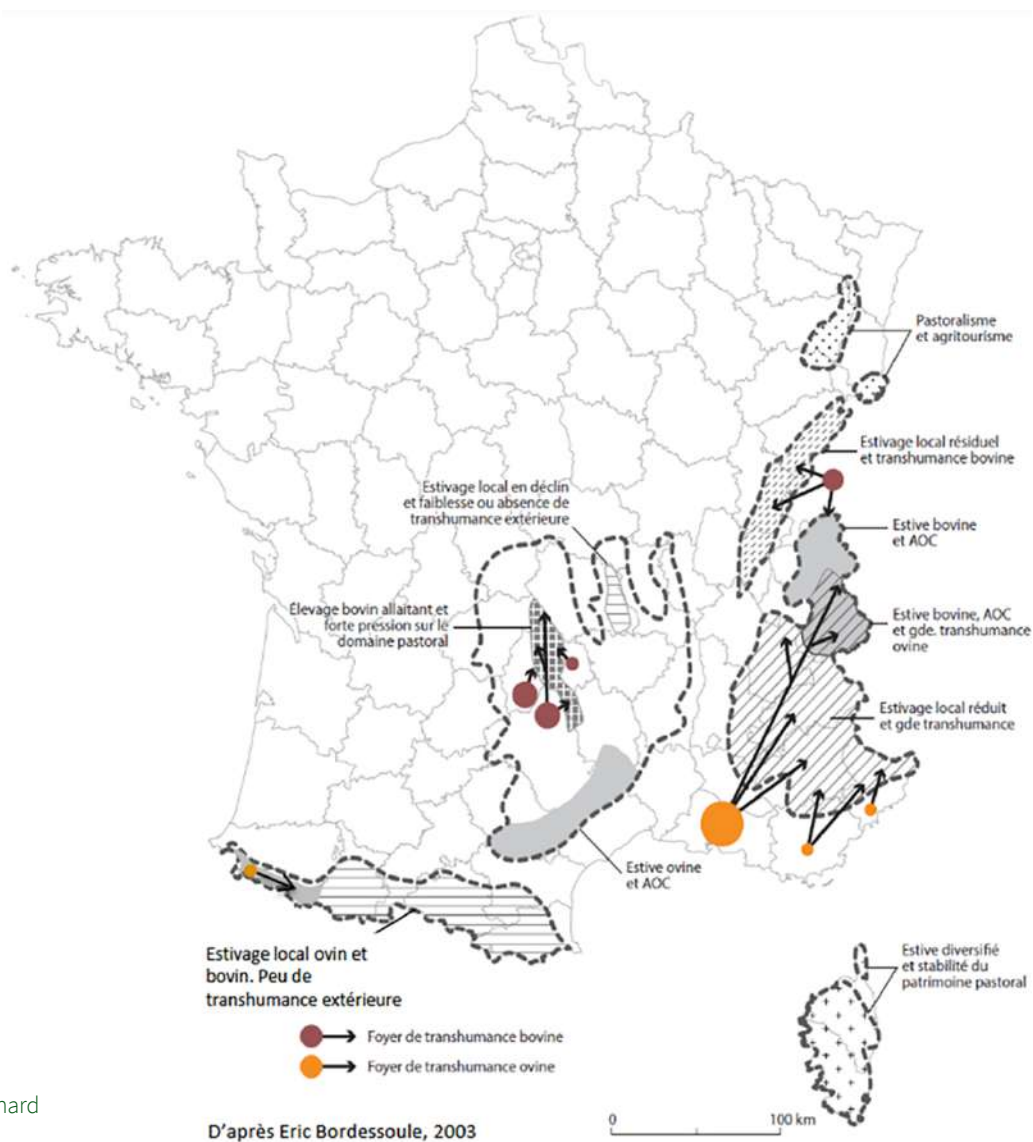 Pastoralisme
et agritourisme
Estivage local résiduel
et transhumance bovine
Estivage local en déclin
et faiblesse ou absence de
transhumance extérieure
Estive bovine
et AOC
Élevage bovin allaitant et
forte pression sur le
domaine pastoral
Estive bovine, AOC
et gde. transhumance
ovine
Estivage local réduit
et gde transhumance
Estive ovine
et AOC
Estivage local ovin et
bovin. Peu de
transhumance extérieure
Estive diversifié
et stabilité du
patrimoine pastoral
Foyer de transhumance bovine
Foyer de transhumance ovine
nard
D'après Eric Bordessoule, 2003
0 100 km